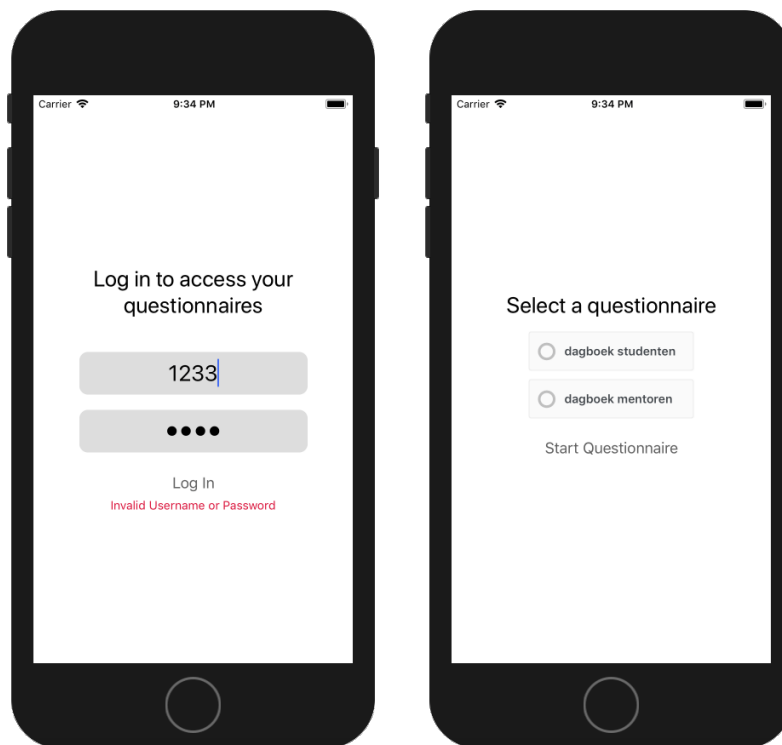 Carrier 9:34 PM
Log in to access your
questionnaires
1233
Log In
Invalid Username or Password
Carrier 9:34 PM
Select a questionnaire
dagboek studenten
dagboek mentoren
Start Questionnaire